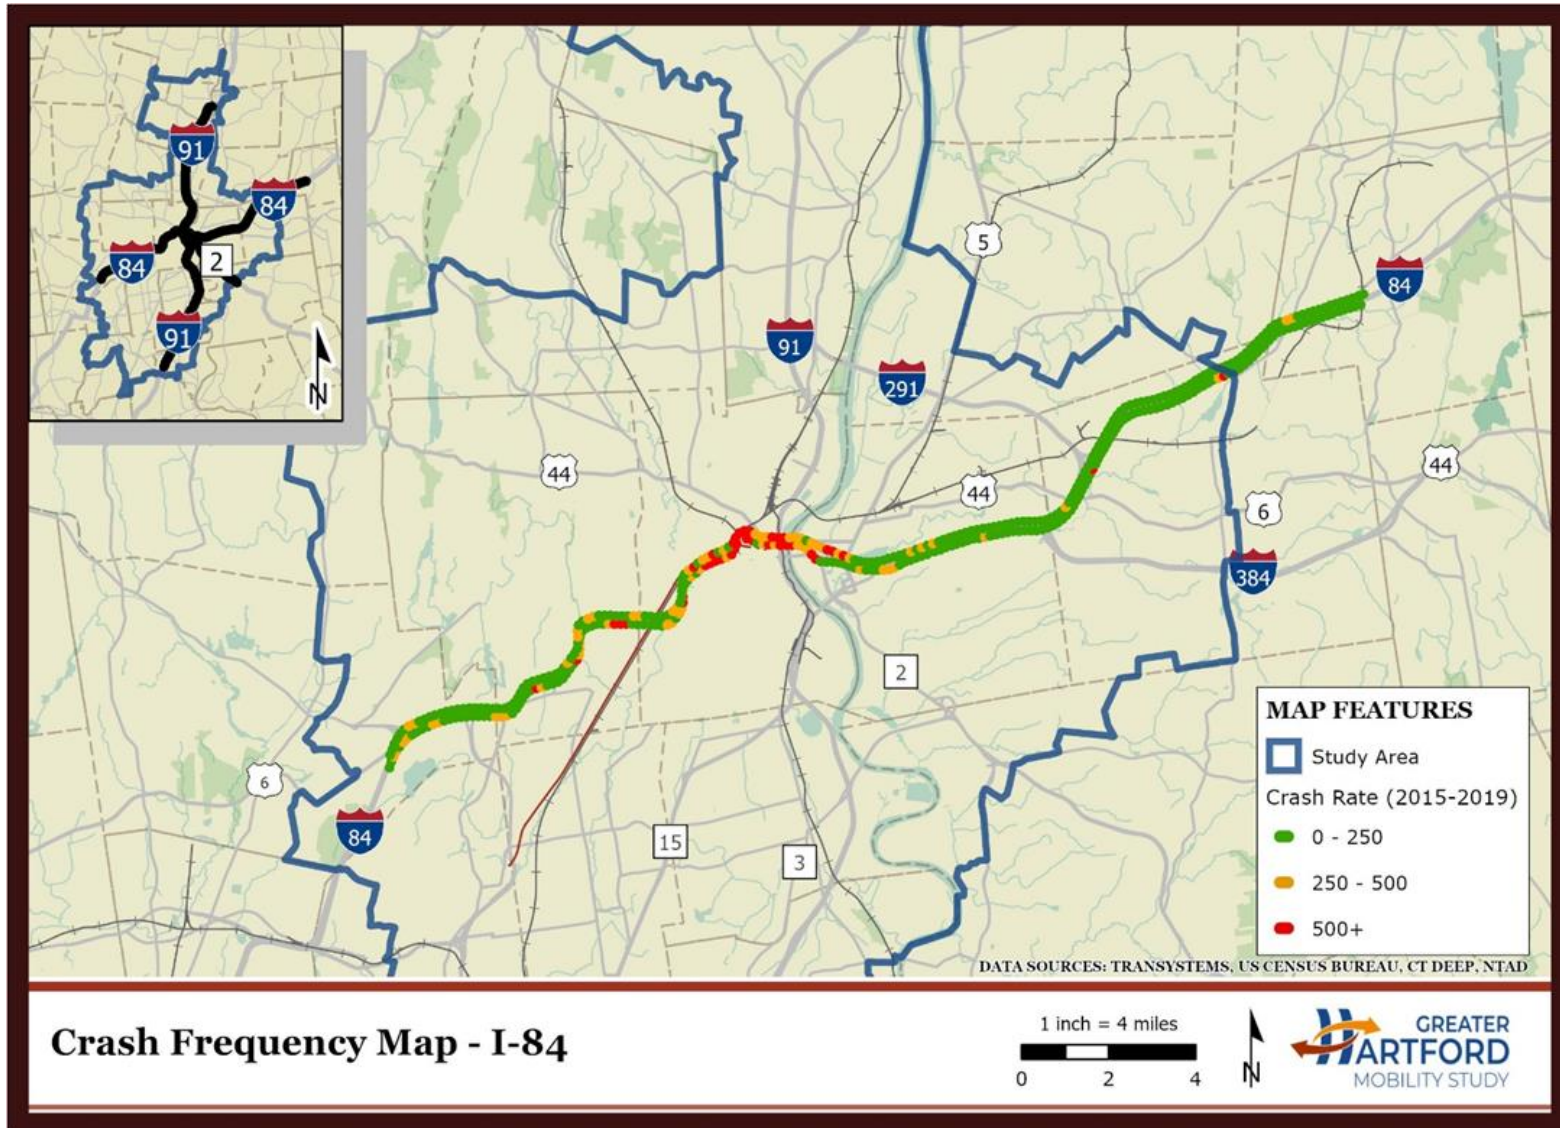 91
84
84
2
91
N
5
84
91
291
44
44
44
6
384
2
6
84
15
3
MAP FEATURES
Study Area
Crash Rate (2015-2019)
0 - 250
250 - 500
500+
DATA SOURCES: TRANSYSTEMS, US CENSUS BUREAU, CT DEEP, NTAD
Crash Frequency Map - I-84
1 inch = 4 miles
0 2 4
N
GREATER
HARTFORD
MOBILITY STUDY